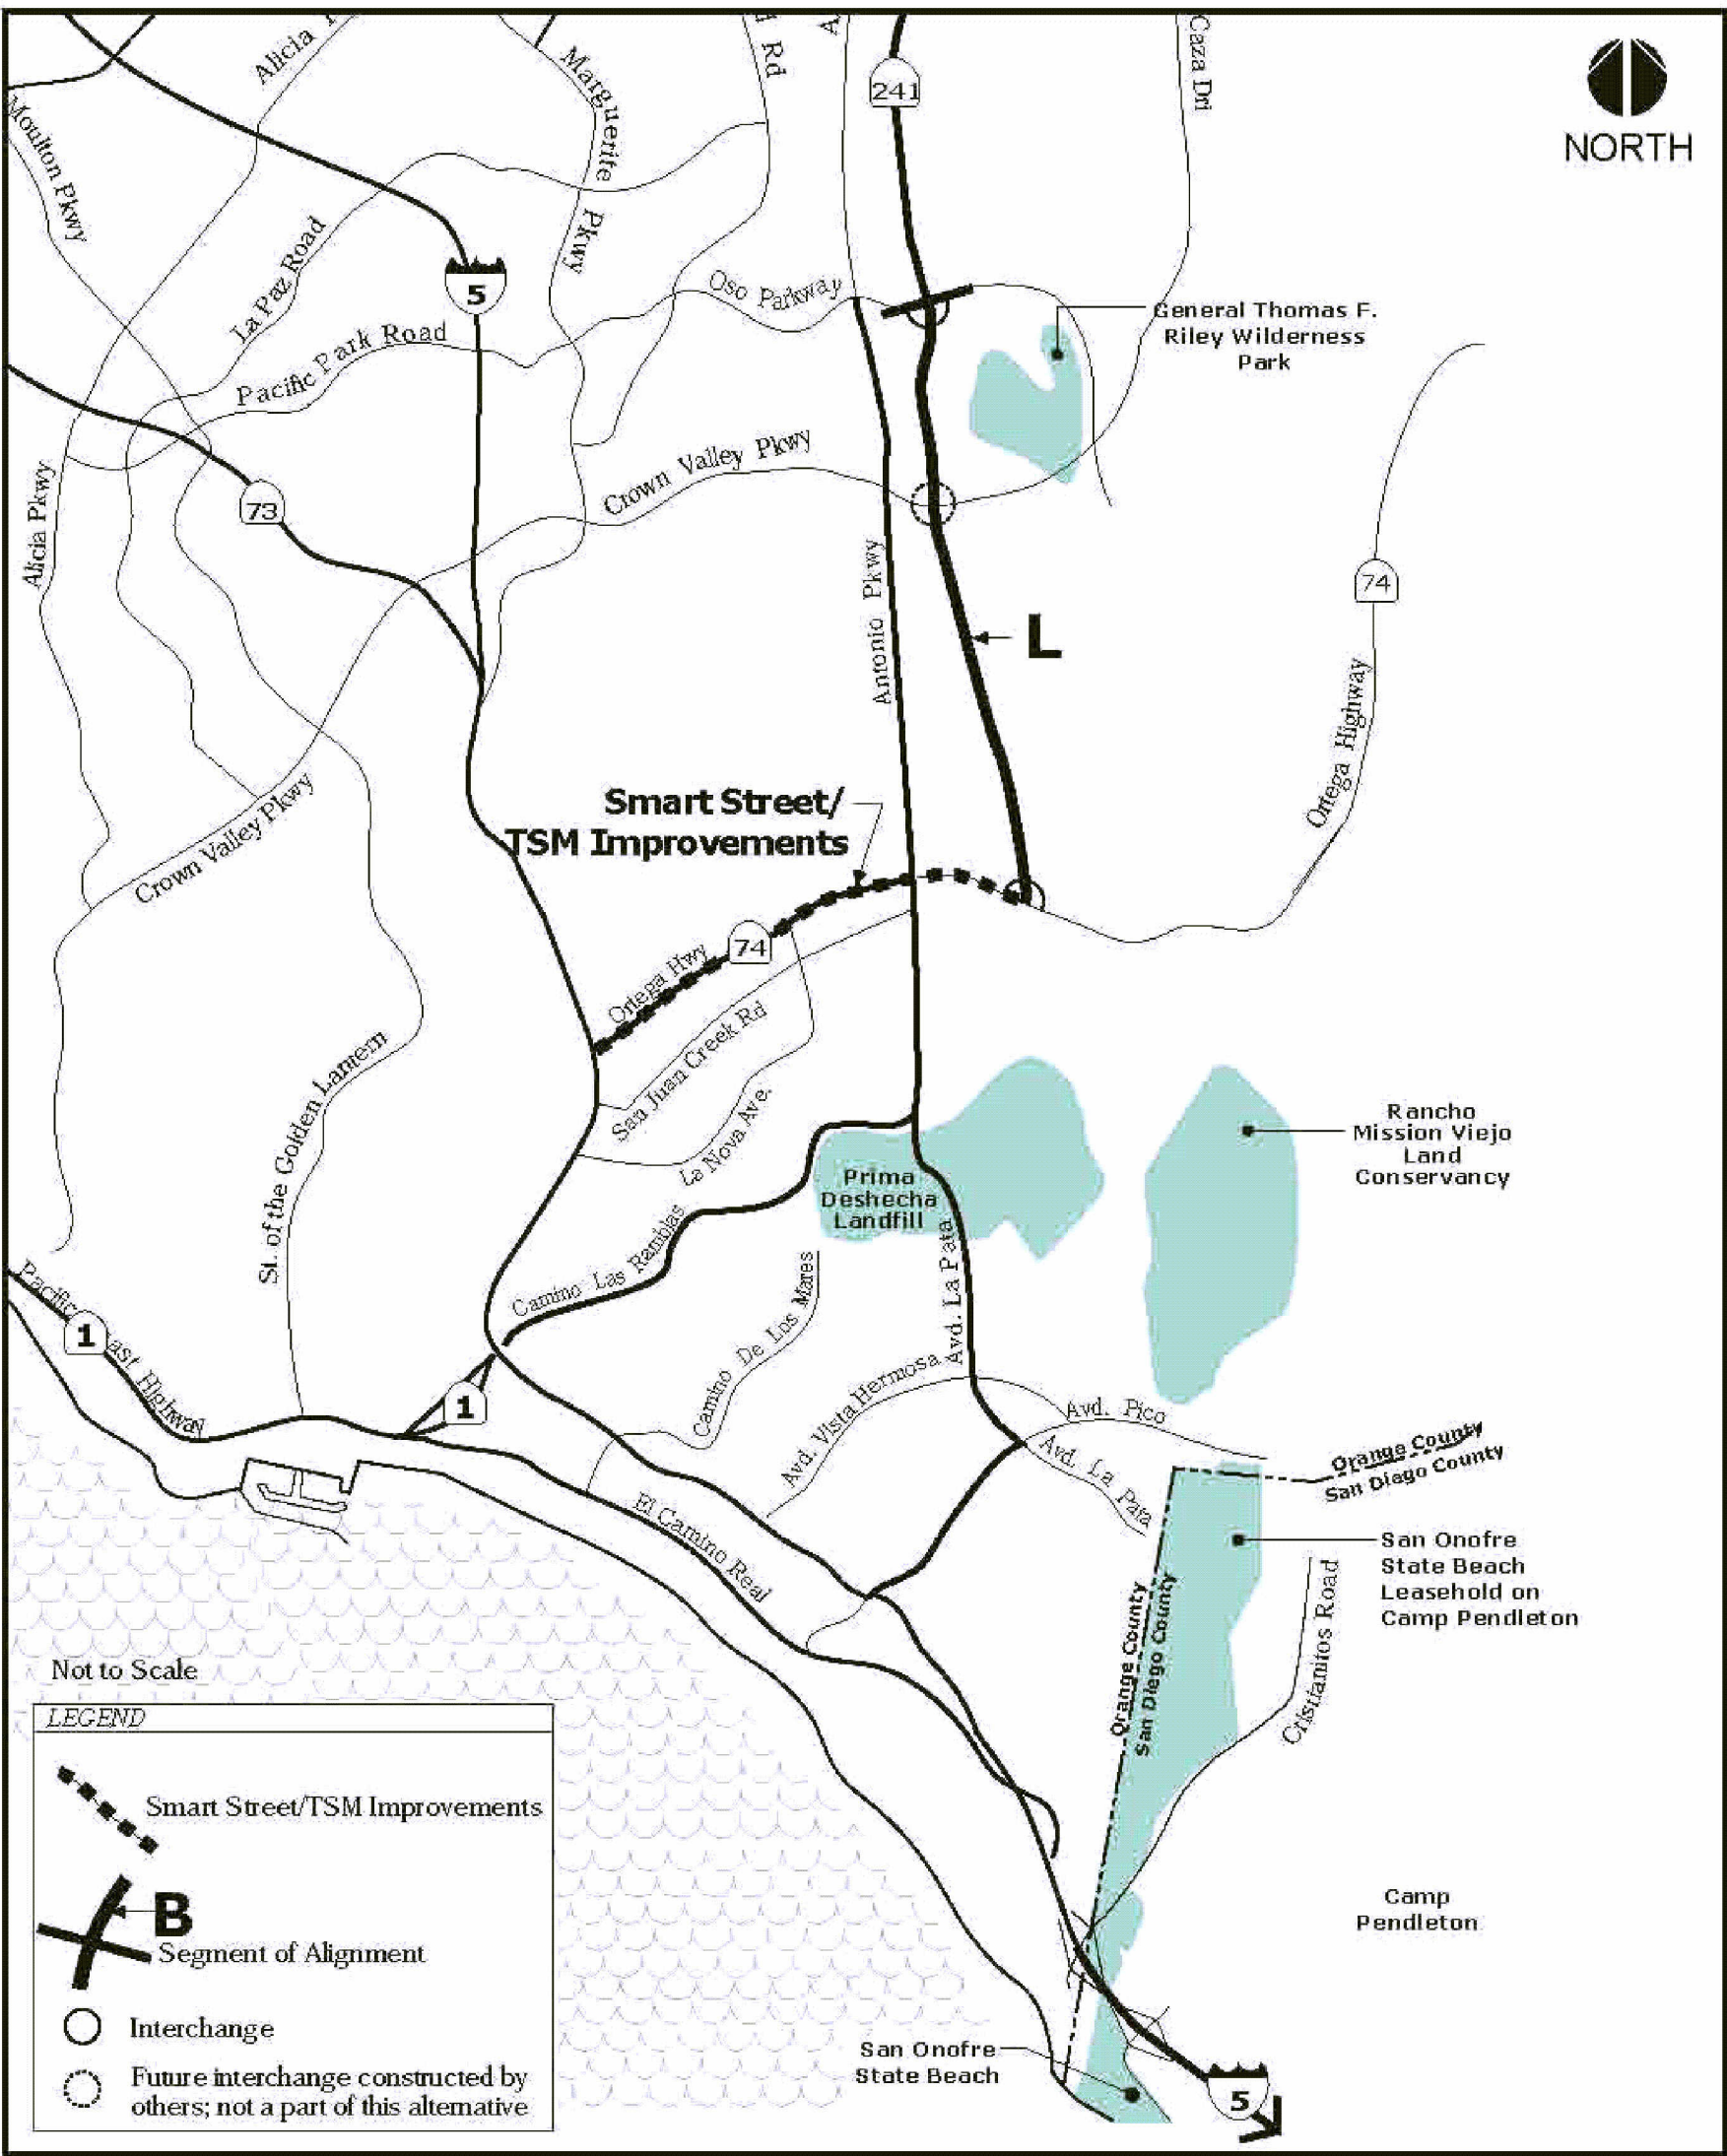 Alicia
Marguerite
Pkwy
Rd
241
Caza Dri
NORTH
Moulton Pkwy
La Paz Road
5
Oso Parkway
General Thomas F.
Riley Wilderness
Park
Pacific Park Road
Crown Valley Pkwy
Alicia Pkwy
73
Antonio Pkwy
L
74
Ortega Highway
Smart Street/
TSM Improvements
Crown Valley Pkwy
74
Ortega Hwy
San Juan Creek Rd
La Nova Ave.
St. of the Golden Lantern
Rancho
Mission Viejo
Land
Conservancy
Prima
Deshecha
Landfill
Avd. La Pata
Camino Las Ramblas
Camino De Los Mares
Avd. Vista Hermosa
Pacific
1
ast Highway
1
Avd. Pico
Avd. La Pata
Orange County
San Diago County
El Camino Real
San Onofre
State Beach
Leasehold on
Camp Pendleton
Orange County
San Diego County
Cristianitos Road
Not to Scale
LEGEND
Smart Street/TSM Improvements
B
Segment of Alignment
Interchange
Future interchange constructed by
others; not a part of this alternative
Camp
Pendleton
San Onofre
State Beach
5